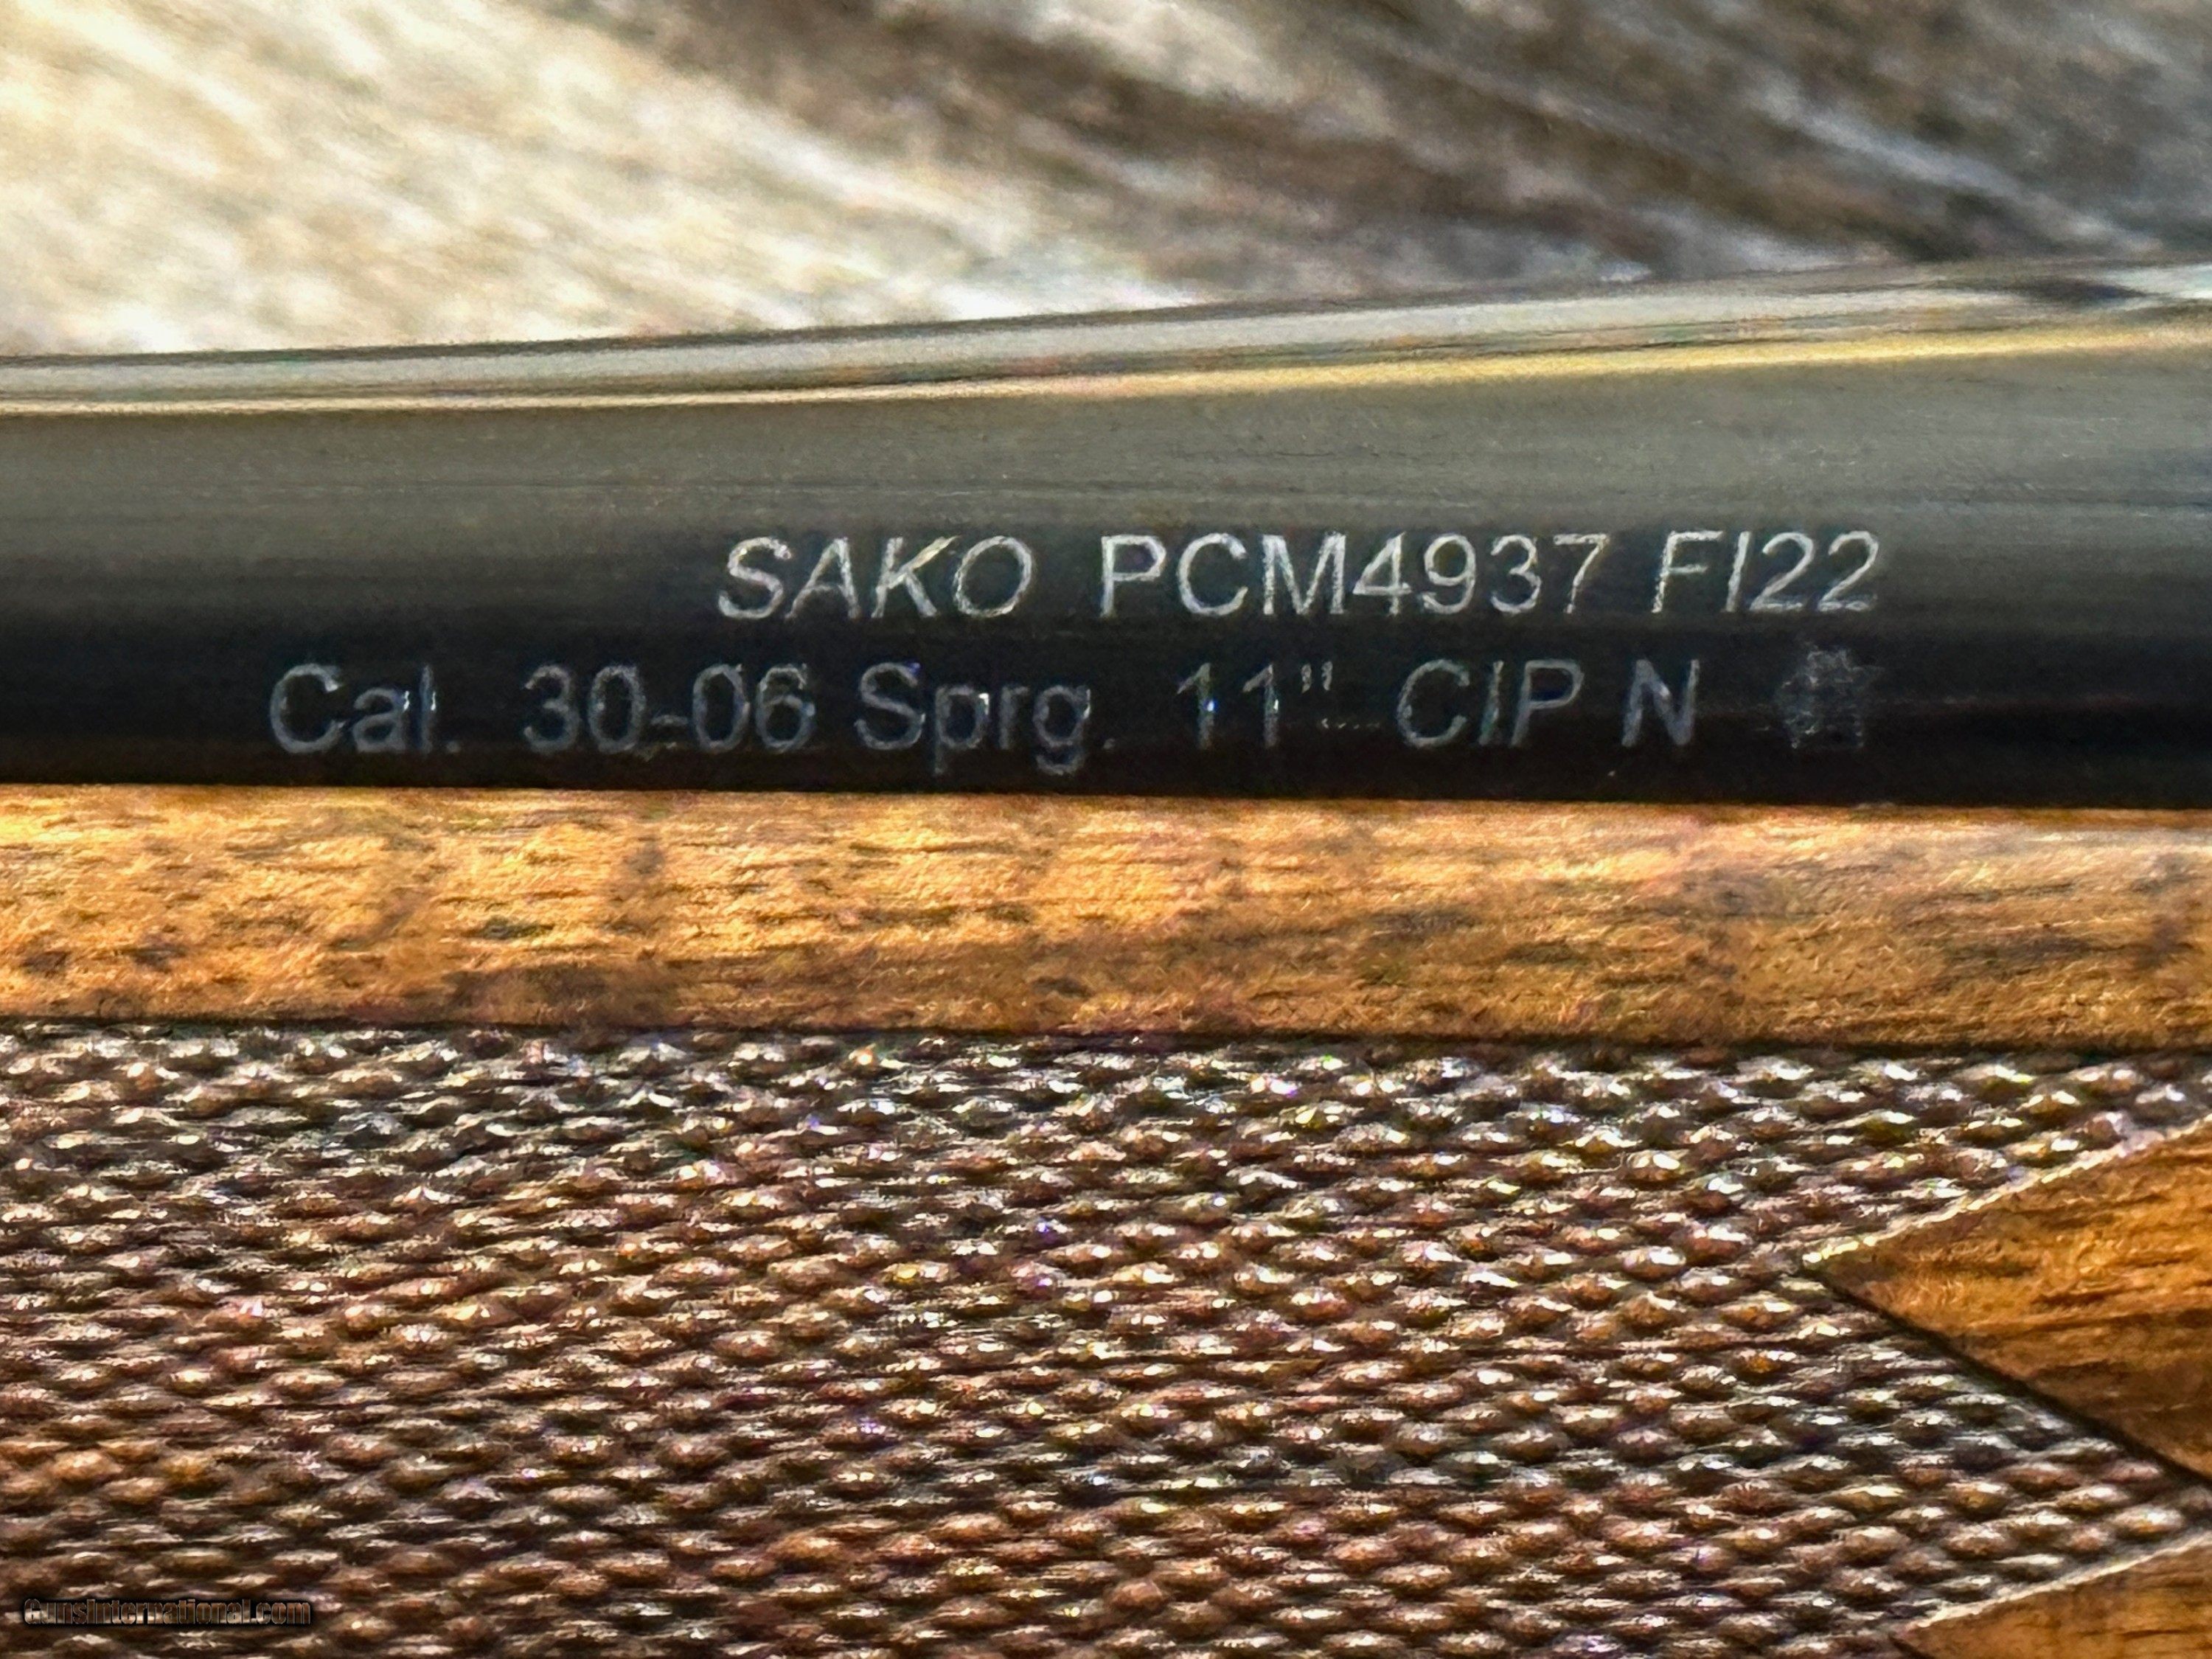 SAKO PCM4937 FI22
Cal. 30-06 Sprg. 11" CIP N
GunsInternational.com